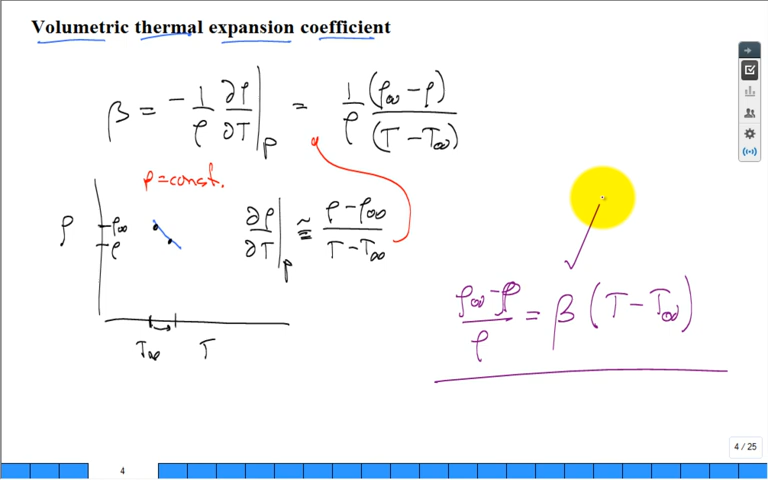 Volumetric thermal expansion coefficient
β = -1/ρ ∂ρ/∂T|p = 1/ρ (ρ∞ - ρ)/(T - T∞)
P = const.
ρ
ρ∞
ρ
∂ρ/∂T|p ≅ ρ - ρ∞/T - T∞
T∞ T
ρ∞ - ρ/ρ = β (T - T∞)
4 / 25
4